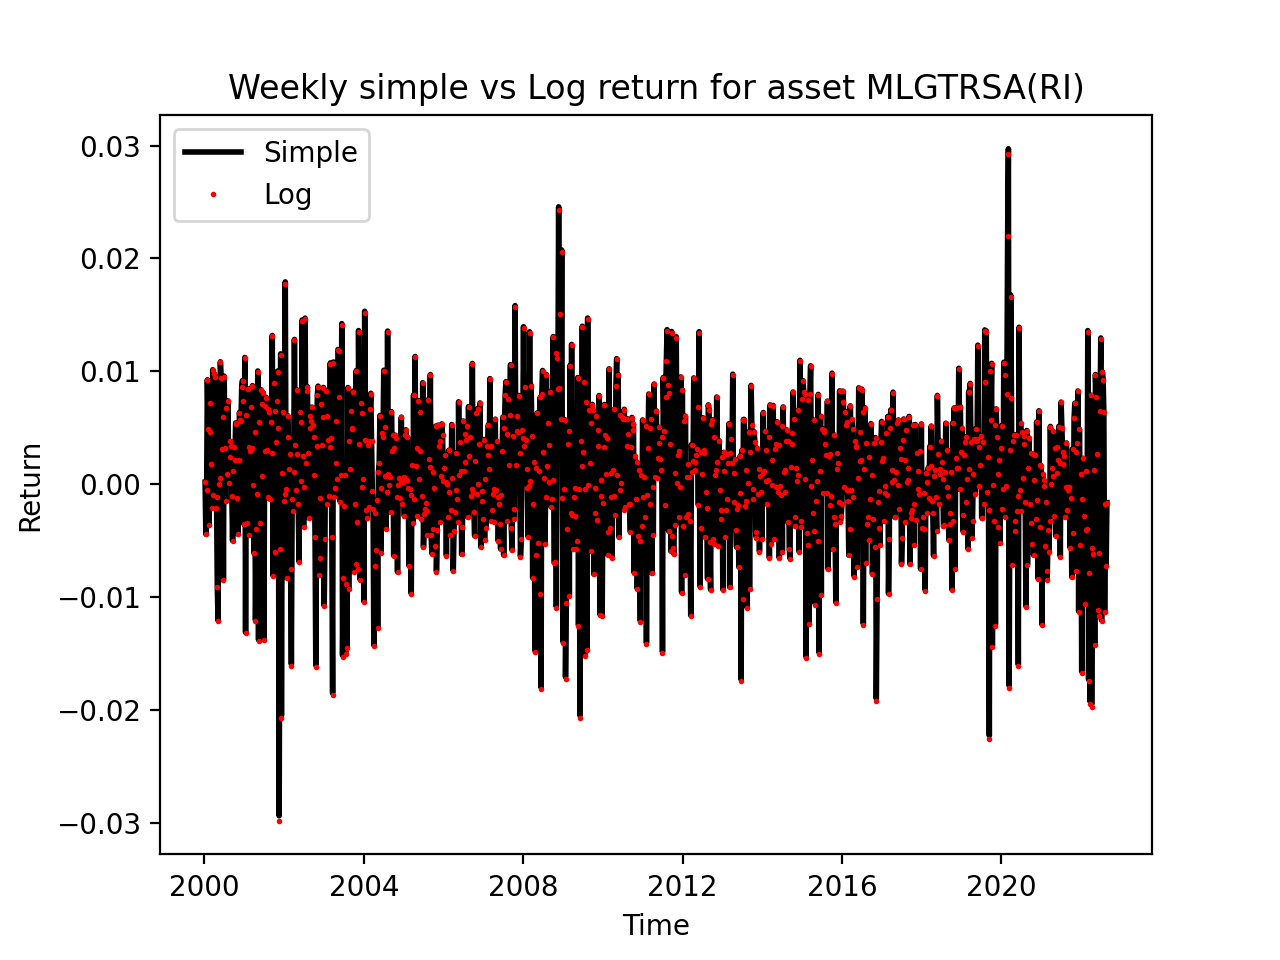 Weekly simple vs Log return for asset MLGTRSA(RI)
Simple
Log
0.03
0.02
0.01
0.00
−0.01
−0.02
−0.03
Return
2000 2004 2008 2012 2016 2020
Time